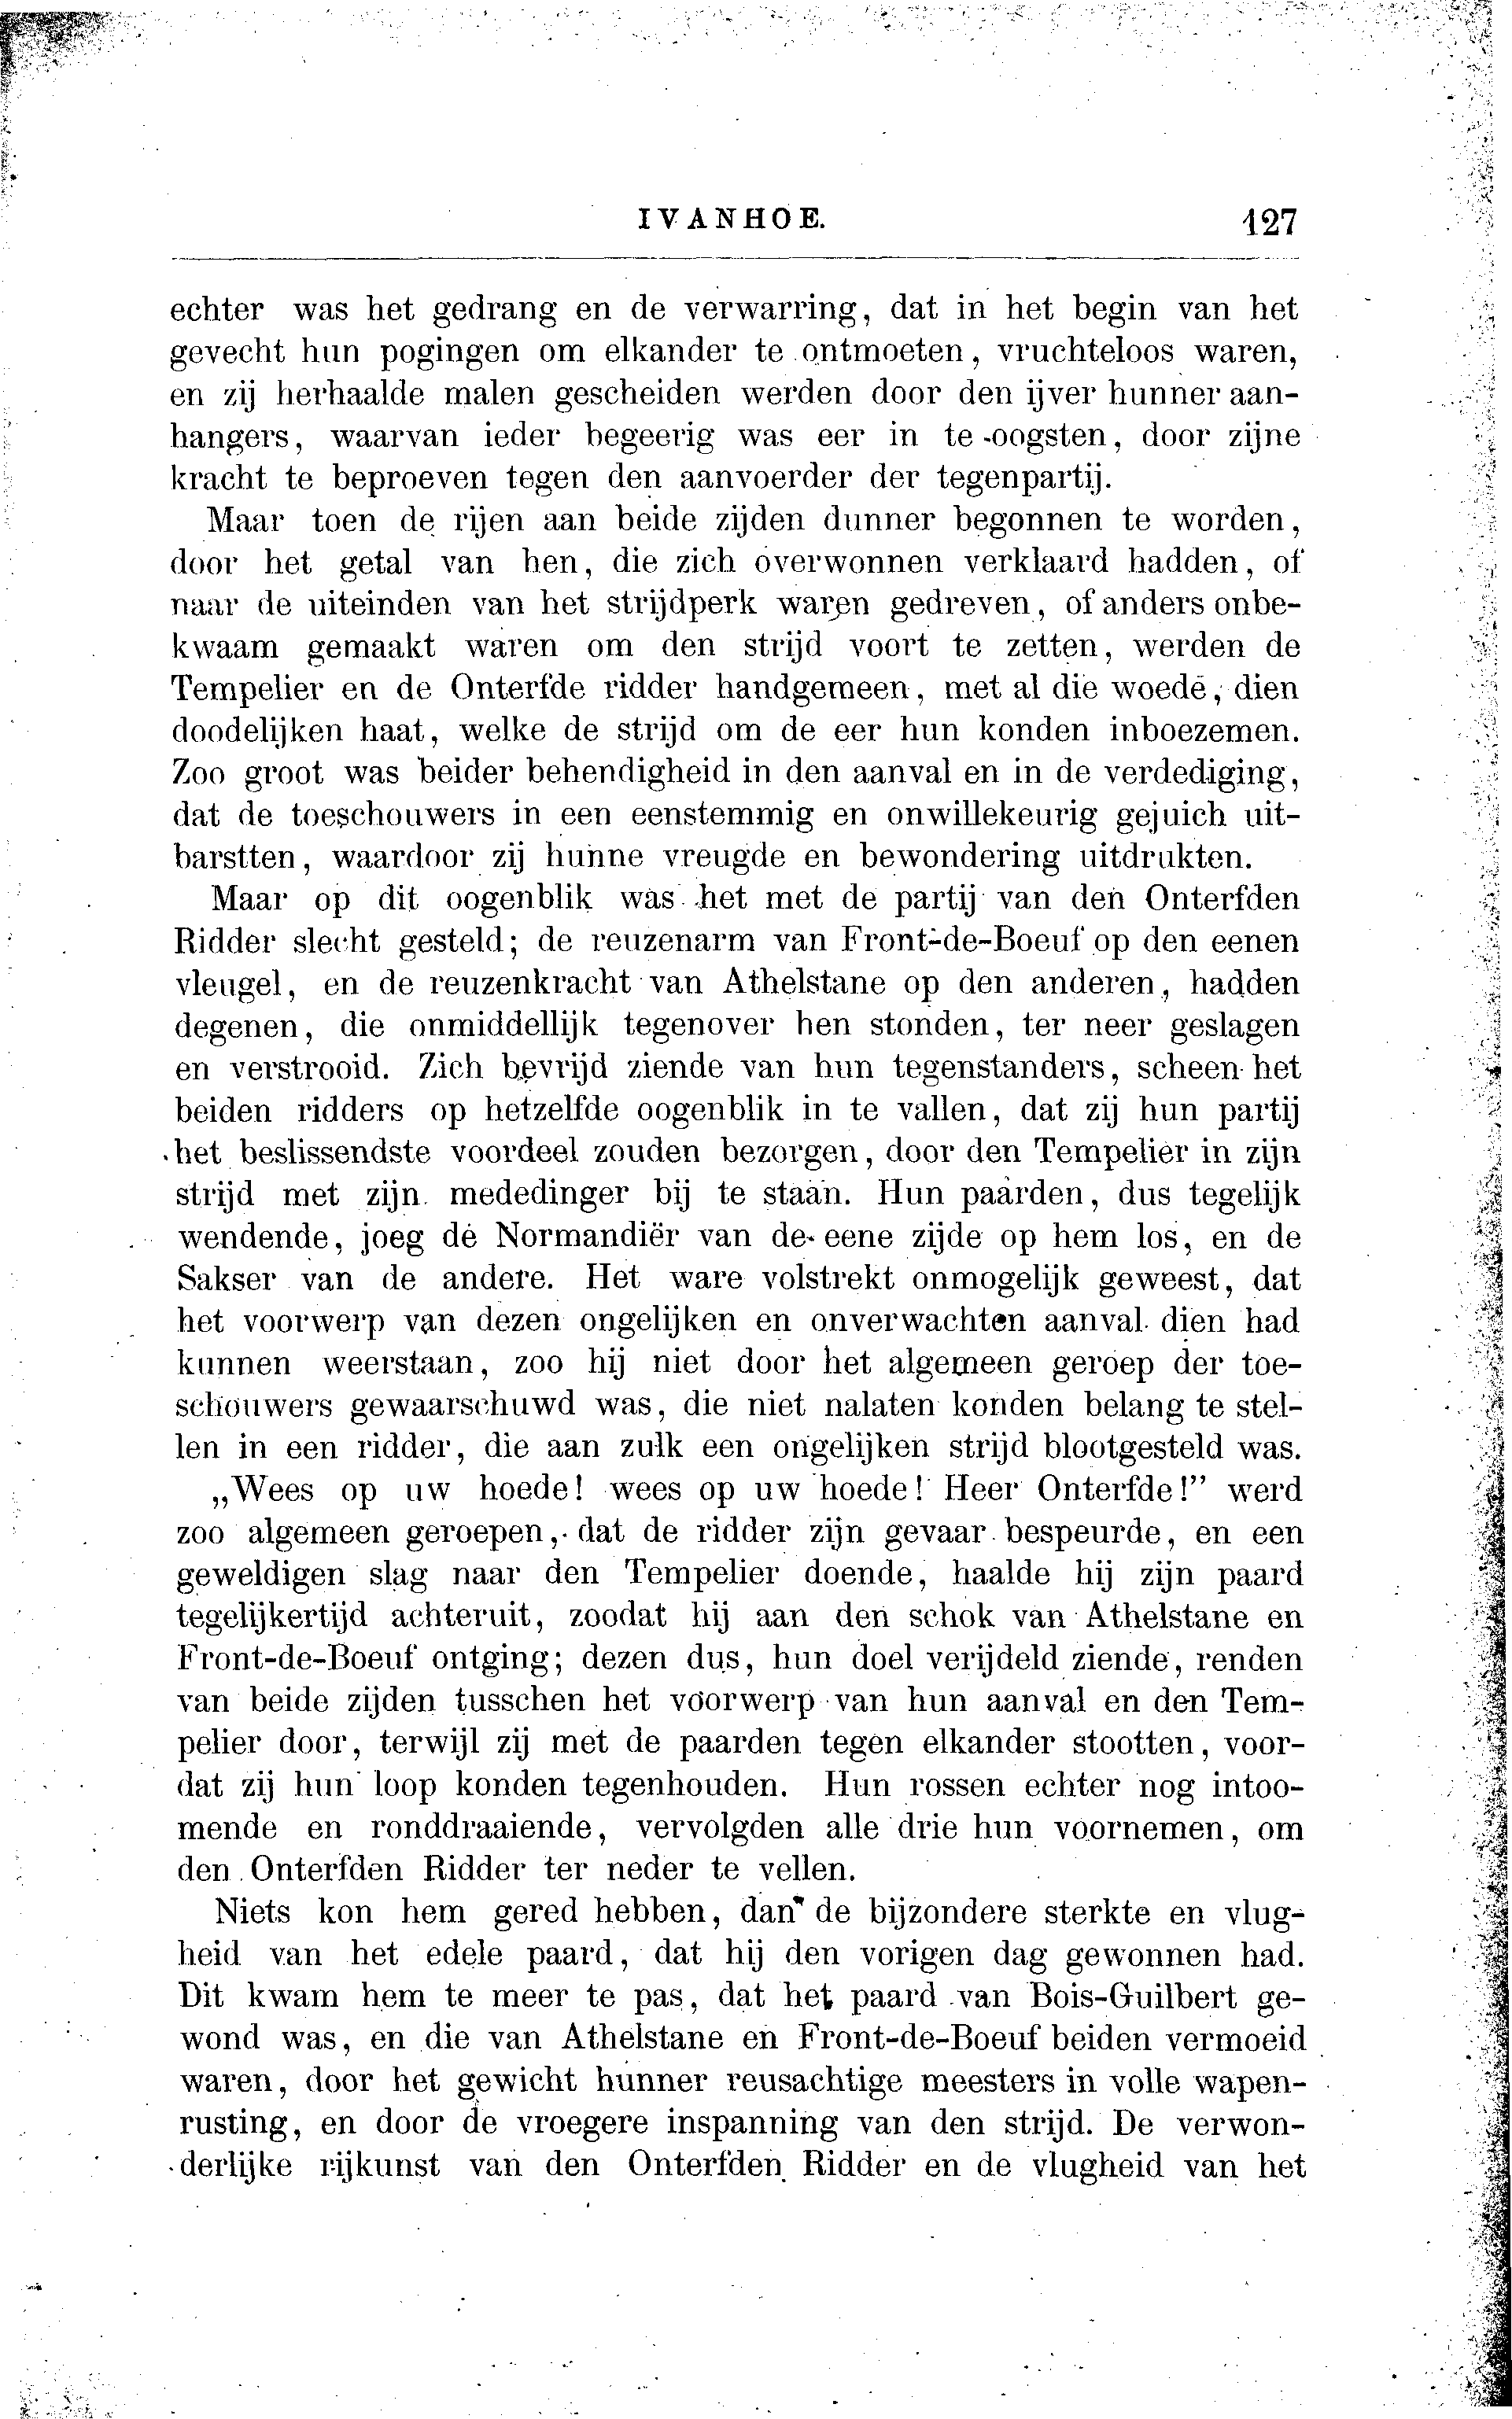 IVANHOE. 127
echter was het gedrang en de verwarring, dat in het begin van het
gevecht hun pogingen om elkander te ontmoeten, vruchteloos waren,
en zij herhaalde malen gescheiden werden door den ijver hunner aan-
hangers, waarvan ieder begeerig was eer in te oogsten, door zijne
kracht te beproeven tegen den aanvoerder der tegenpartij.
Maar toen de rijen aan beide zijden dunner begonnen te worden,
door het getal van hen, die zich overwonnen verklaard hadden, of
naar de uiteinden van het strijdperk waren gedreven, of anders onbe-
kwaam gemaakt waren om den strijd voort te zetten, werden de
Tempelier en de Onterfde ridder handgemeen, met al die woede, dien
doodelijken haat, welke de strijd om de eer hun konden inboezemen.
Zoo groot was beider behendigheid in den aanval en in de verdediging,
dat de toeschouwers in een eenstemmig en onwillekeurig gejuich uit-
barstten, waardoor zij hunne vreugde en bewondering uitdrukten.
Maar op dit oogenblik was het met de partij van den Onterfden
Ridder slecht gesteld; de reuzenarm van Front-de-Boeuf op den eenen
vleugel, en de reuzenkracht van Athelstane op den anderen, hadden
degenen, die onmiddellijk tegenover hen stonden, ter neer geslagen
en verstrooid. Zich bevrijd ziende van hun tegenstanders, scheen het
beiden ridders op hetzelfde oogenblik in te vallen, dat zij hun partij
het beslissendste voordeel zouden bezorgen, door den Tempelier in zijn
strijd met zijn mededinger bij te staan. Hun paarden, dus tegelijk
wendende, joeg de Normandiër van de eene zijde op hem los, en de
Sakser van de andere. Het ware volstrekt onmogelijk geweest, dat
het voorwerp van dezen ongelijken en onverwachten aanval dien had
kunnen weerstaan, zoo hij niet door het algemeen geroep der toe-
schouwers gewaarschuwd was, die niet nalaten konden belang te stel-
len in een ridder, die aan zulk een ongelijken strijd blootgesteld was.
„Wees op uw hoede! wees op uw hoede! Heer Onterfde!” werd
zoo algemeen geroepen, dat de ridder zijn gevaar bespeurde, en een
geweldigen slag naar den Tempelier doende, haalde hij zijn paard
tegelijkertijd achteruit, zoodat hij aan den schok van Athelstane en
Front-de-Boeuf ontging; dezen dus, hun doel verijdeld ziende, renden
van beide zijden tusschen het voorwerp van hun aanval en den Tem-
pelier door, terwijl zij met de paarden tegen elkander stootten, voor-
dat zij hun loop konden tegenhouden. Hun rossen echter nog intoo-
mende en ronddraaiende, vervolgden alle drie hun voornemen, om
den Onterfden Ridder ter neder te vellen.
Niets kon hem gered hebben, dan de bijzondere sterkte en vlug-
heid van het edele paard, dat hij den vorigen dag gewonnen had.
Dit kwam hem te meer te pas, dat het paard van Bois-Guilbert ge-
wond was, en die van Athelstane en Front-de-Boeuf beiden vermoeid
waren, door het gewicht hunner reusachtige meesters in volle wapen-
rusting, en door de vroegere inspanning van den strijd. De verwon-
derlijke rijkunst van den Onterfden Ridder en de vlugheid van het